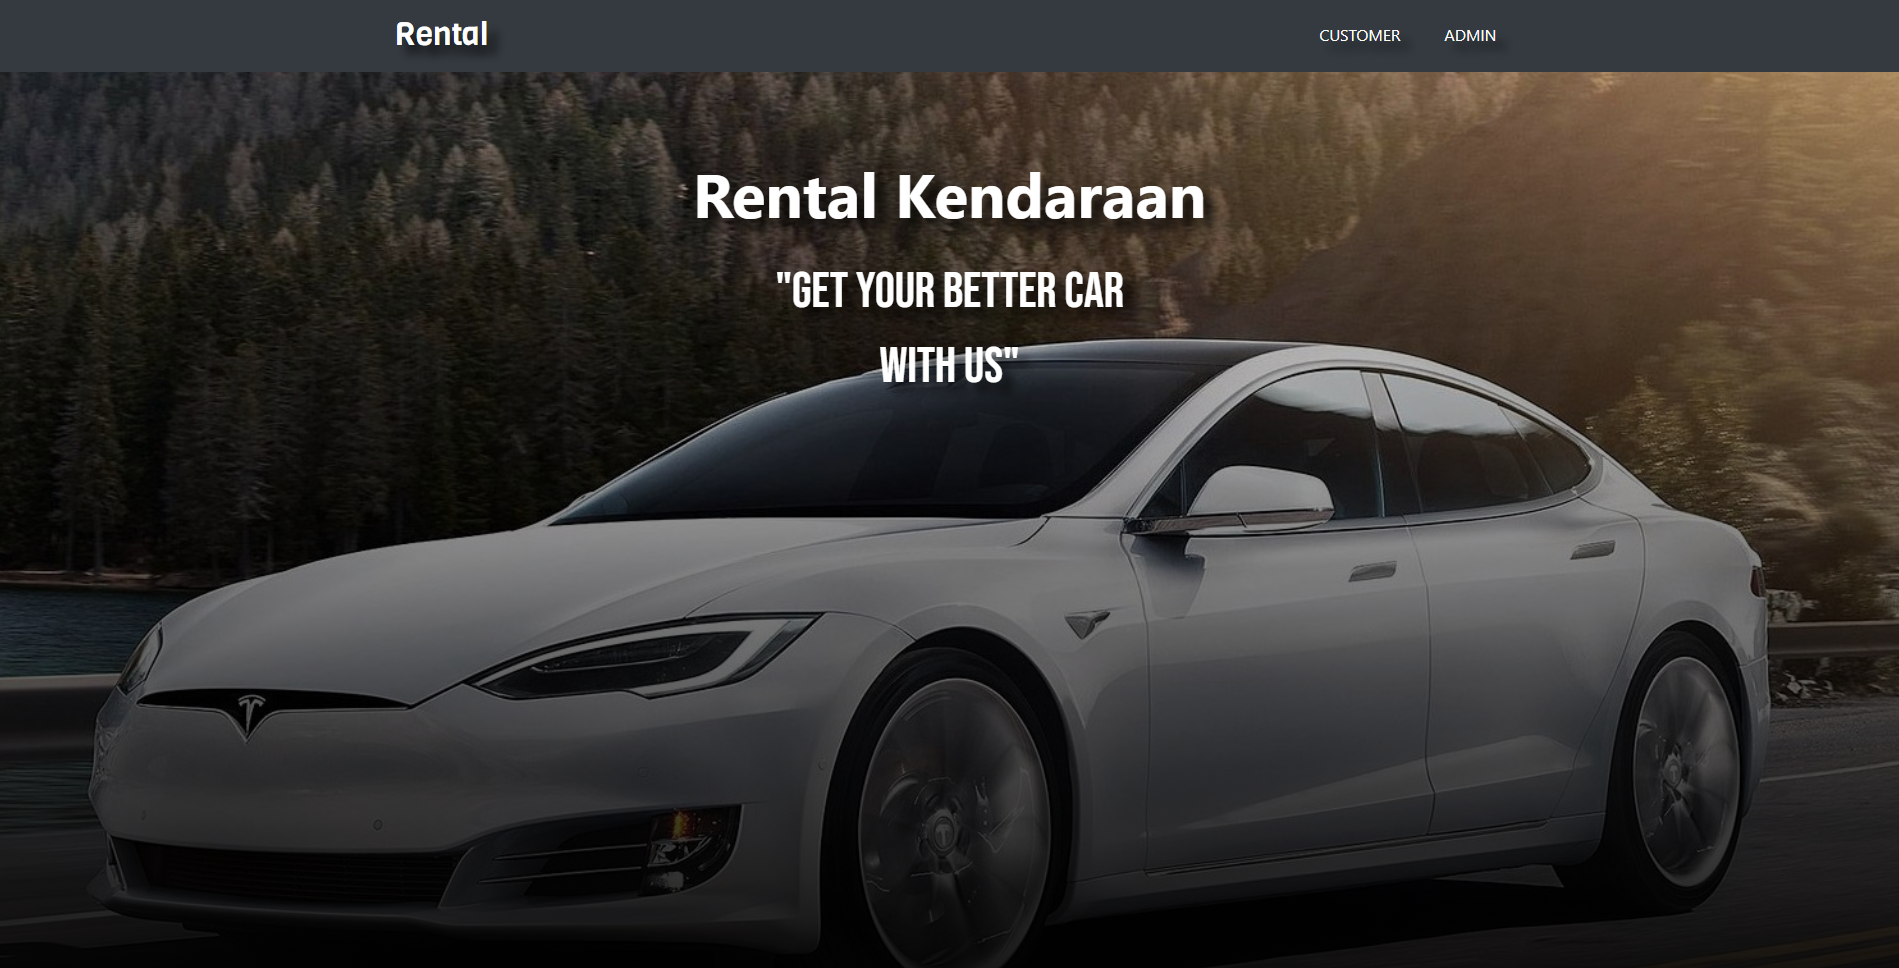 Rental
CUSTOMER ADMIN
Rental Kendaraan
"GET YOUR BETTER CAR
WITH US"